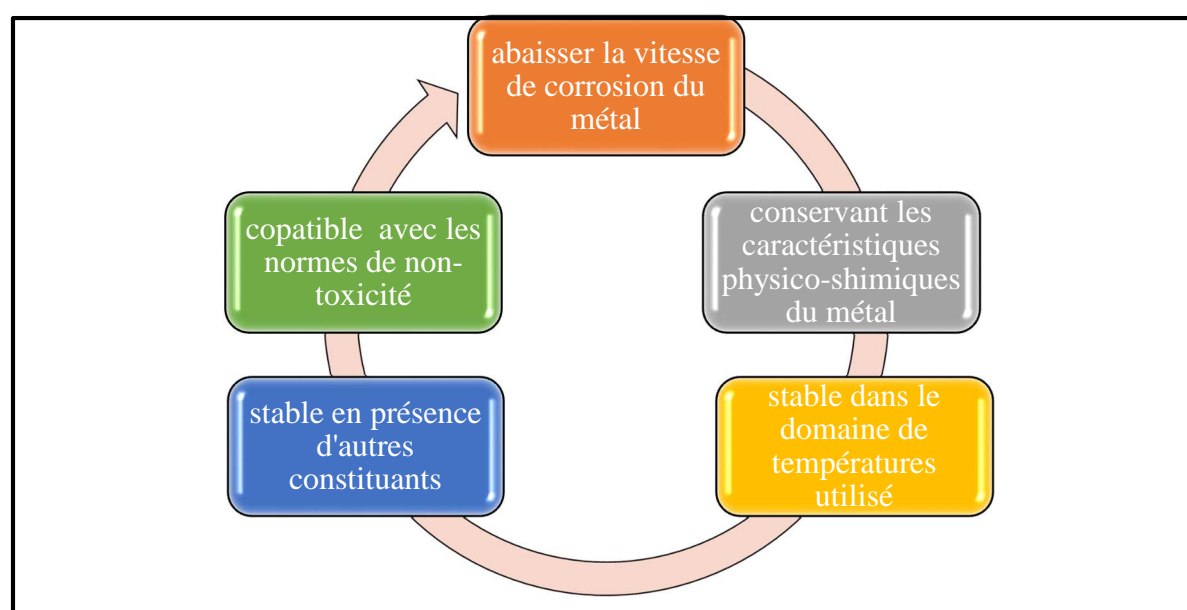 abaisser la vitesse
de corrosion du
métal
conservant les
caractéristiques
physico-shimiques
du métal
stable dans le
domaine de
températures
utilisé
stable en présence
d'autres
constituants
copatible avec les
normes de non-
toxicité